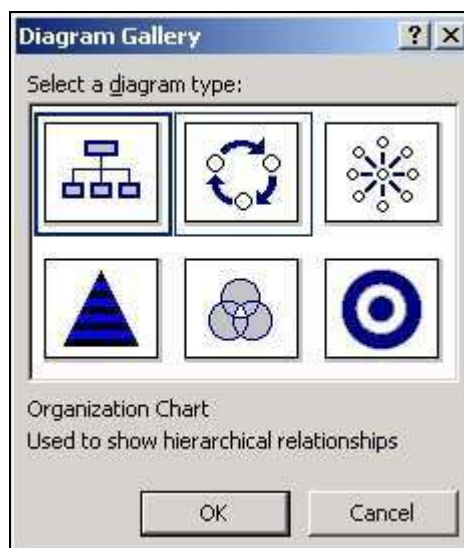 Diagram Gallery
Select a diagram type:
Organization Chart
Used to show hierarchical relationships
OK Cancel